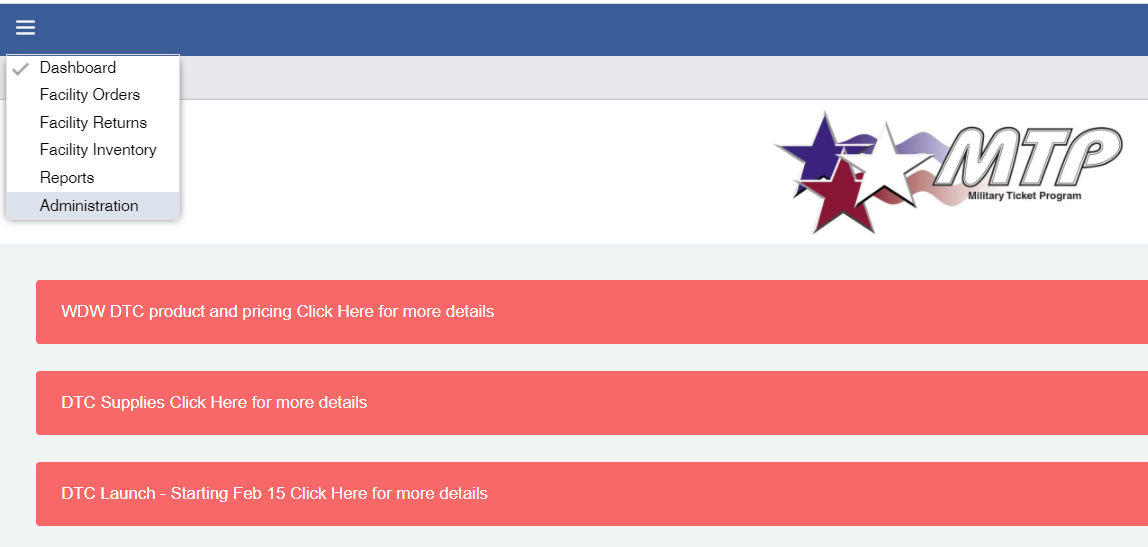 Dashboard
Facility Orders
Facility Returns
Facility Inventory
Reports
Administration
MTP
Military Ticket Program
WDW DTC product and pricing Click Here for more details
DTC Supplies Click Here for more details
DTC Launch - Starting Feb 15 Click Here for more details